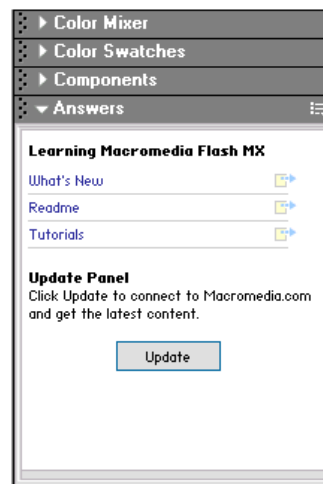 Color Mixer
Color Swatches
Components
Answers
Learning Macromedia Flash MX
What's New
Readme
Tutorials
Update Panel
Click Update to connect to Macromedia.com
and get the latest content.
Update